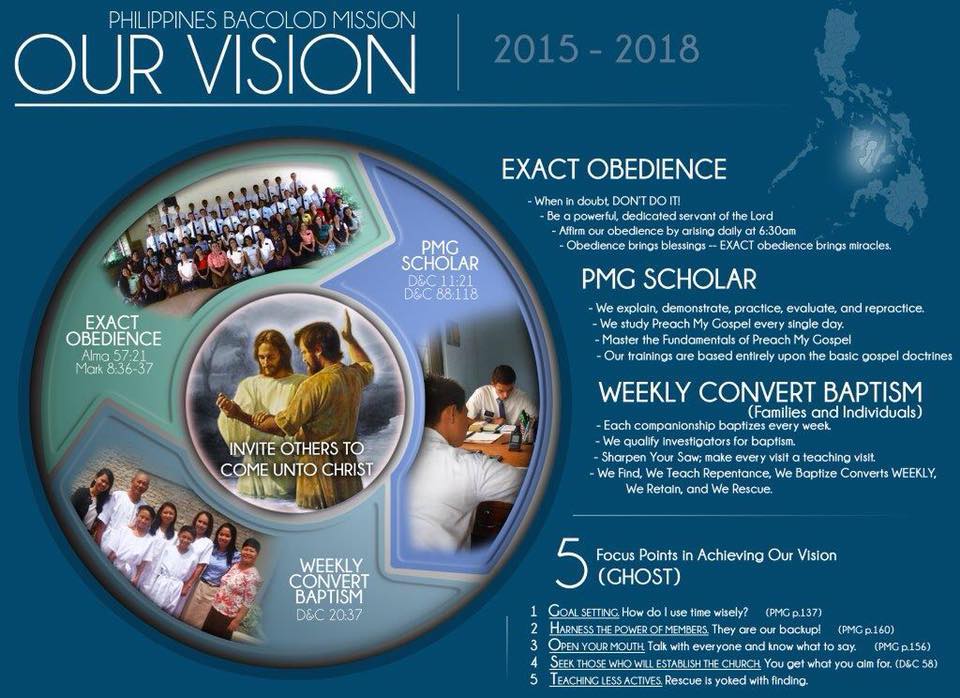 PHILIPPINES BACOLOD MISSION
OUR VISION
2015 - 2018
EXACT OBEDIENCE
- When in doubt, DON'T DO IT!
- Be a powerful, dedicated servant of the Lord
- Affirm our obedience by arising daily at 6:30am
- Obedience brings blessings -- EXACT obedience brings miracles.
PMG SCHOLAR
- We explain, demonstrate, practice, evaluate, and repractice.
- We study Preach My Gospel every single day.
- Master the Fundamentals of Preach My Gospel
- Our trainings are based entirely upon the basic gospel doctrines
WEEKLY CONVERT BAPTISM
(Families and Individuals)
- Each companionship baptizes every week.
- We qualify investigators for baptism.
- Sharpen Your Saw; make every visit a teaching visit.
- We Find, We Teach Repentance, We Baptize Converts WEEKLY,
We Retain, and We Rescue.
5 Focus Points in Achieving Our Vision
(GHOST)
1 GOAL SETTING. How do I use time wisely? (PMG p.137)
2 HARNESS THE POWER OF MEMBERS. They are our backup! (PMG p.160)
3 OPEN YOUR MOUTH. Talk with everyone and know what to say. (PMG p.156)
4 SEEK THOSE WHO WILL ESTABLISH THE CHURCH. You get what you aim for. (D&C 58)
5 TEACHING LESS ACTIVES. Rescue is yoked with finding.
PMG
SCHOLAR
D&C 11:21
D&C 88:118
EXACT
OBEDIENCE
Alma 57:21
Mark 8:36-37
INVITE OTHERS TO
COME UNTO CHRIST
WEEKLY
CONVERT
BAPTISM
D&C 20:37